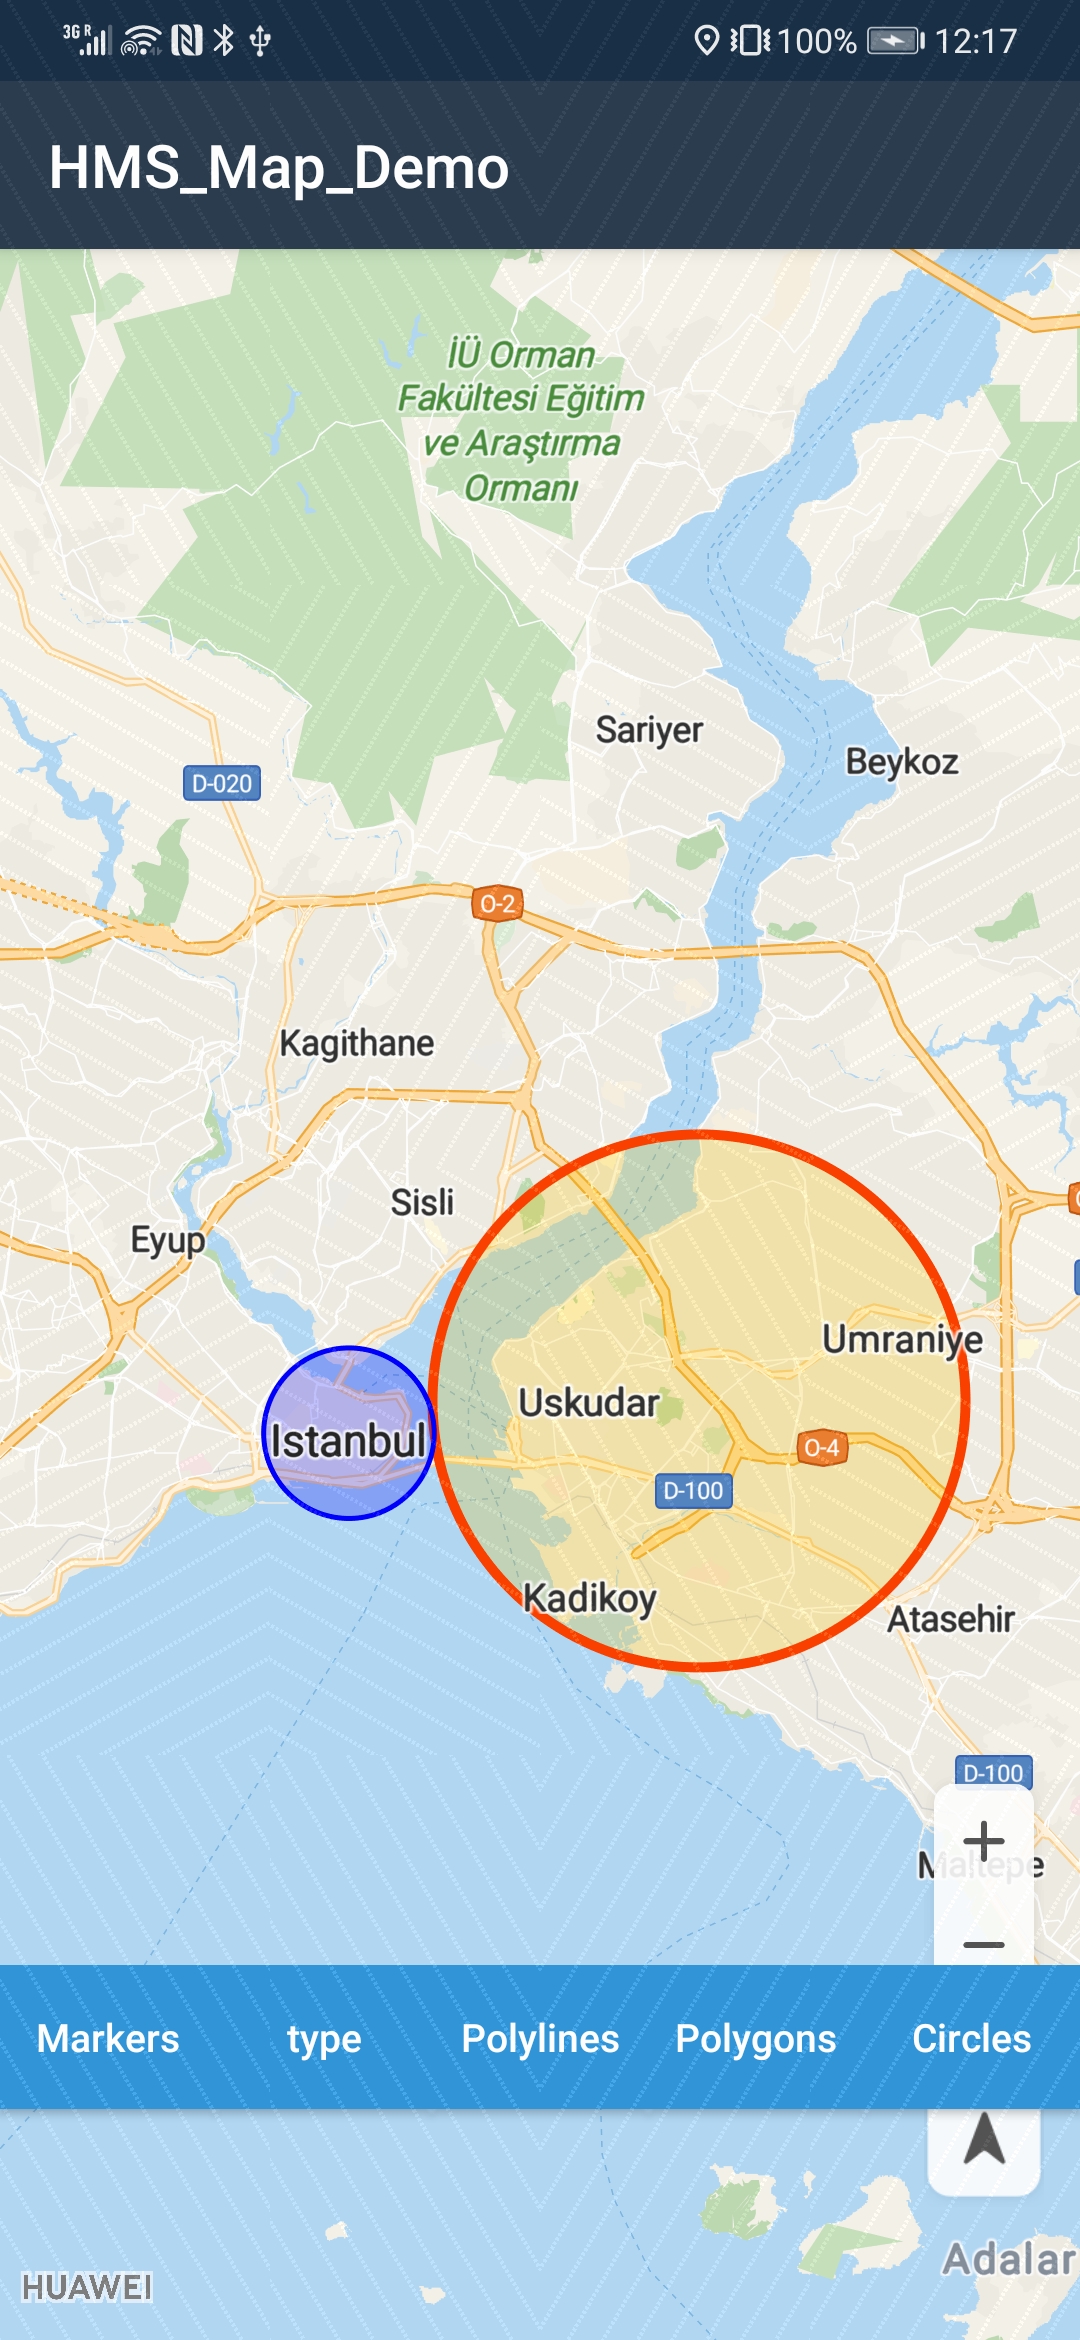 3G R 100% 12:17
HMS_Map_Demo
İÜ Orman
Fakültesi Eğitim
ve Araştırma
Ormanı
Sariyer
Beykoz
D-020
O-2
Kagithane
Sisli
Eyup
Umraniye
Uskudar
Istanbul
O-4
D-100
Kadikoy
Atasehir
D-100
+
Maltepe
−
Markers type Polylines Polygons Circles
Adalar
HUAWEI